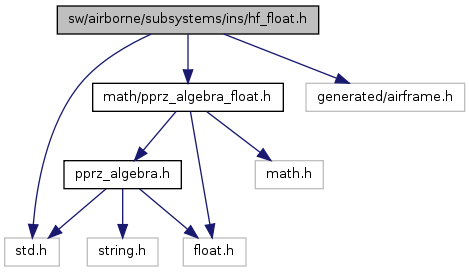 sw/airborne/subsystems/ins/hf_float.h
math/pprz_algebra_float.h
generated/airframe.h
pprz_algebra.h
math.h
std.h
string.h
float.h